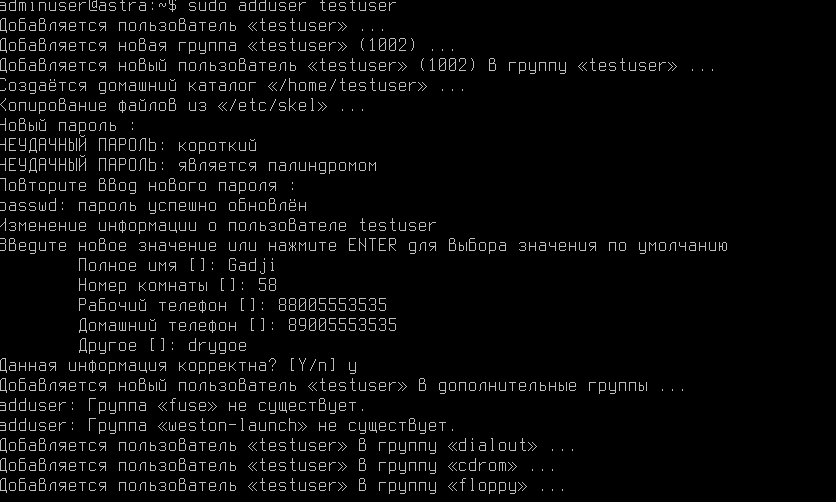 adminuser@astra:~$ sudo adduser testuser
Добавляется пользователь «testuser» ...
Добавляется новая группа «testuser» (1002) ...
Добавляется новый пользователь «testuser» (1002) в группу «testuser» ...
Создаётся домашний каталог «/home/testuser» ...
Копирование файлов из «/etc/skel» ...
Новый пароль :
НЕУДАЧНЫЙ ПАРОЛЬ: короткий
НЕУДАЧНЫЙ ПАРОЛЬ: является палиндромом
Повторите ввод нового пароля :
passwd: пароль успешно обновлён
Изменение информации о пользователе testuser
Введите новое значение или нажмите ENTER для выбора значения по умолчанию
Полное имя []: Gadji
Номер комнаты []: 58
Рабочий телефон []: 88005553535
Домашний телефон []: 89005553535
Другое []: drygoe
Данная информация корректна? [Y/n] y
Добавляется новый пользователь «testuser» в дополнительные группы ...
adduser: Группа «fuse» не существует.
adduser: Группа «weston-launch» не существует.
Добавляется пользователь «testuser» в группу «dialout» ...
Добавляется пользователь «testuser» в группу «cdrom» ...
Добавляется пользователь «testuser» в группу «floppy» ...